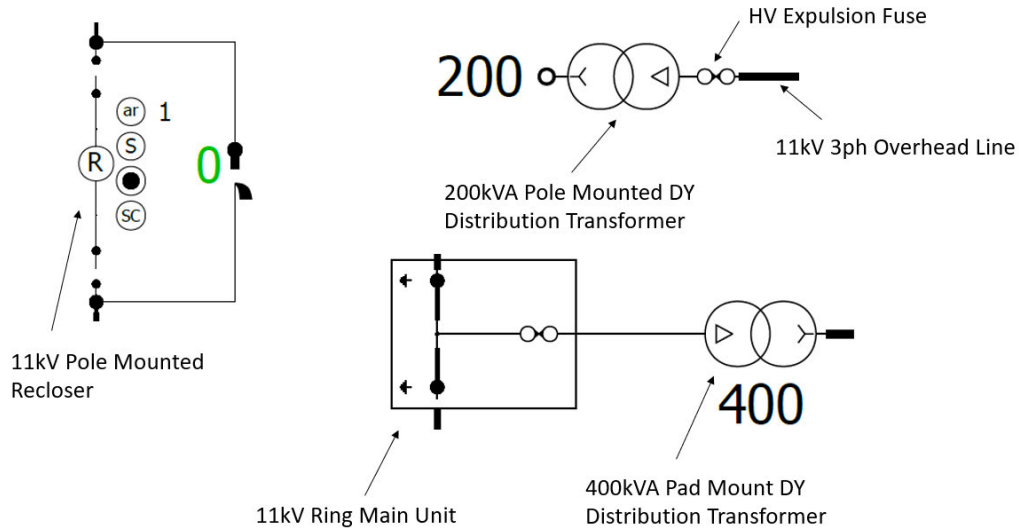 HV Expulsion Fuse
200
11kV 3ph Overhead Line
200kVA Pole Mounted DY
Distribution Transformer
ar 1
S
R
0
SC
11kV Pole Mounted
Recloser
400
11kV Ring Main Unit
400kVA Pad Mount DY
Distribution Transformer